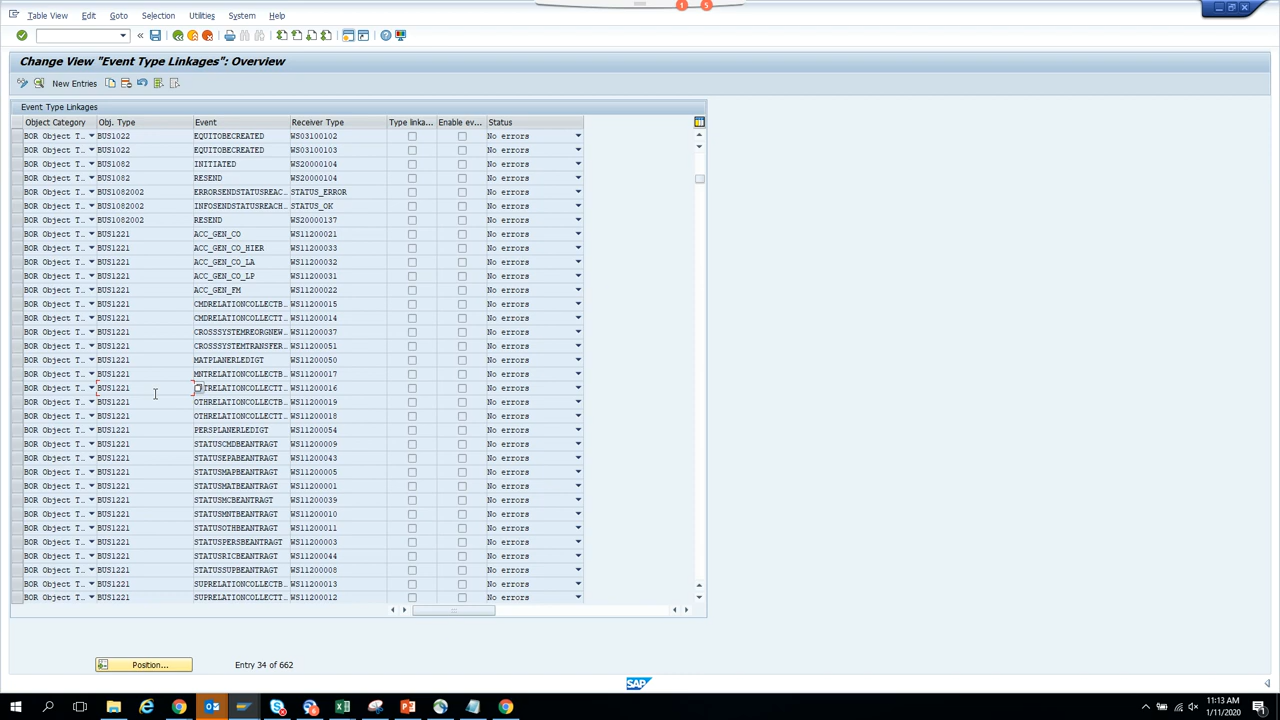 Table View Edit Goto Selection Utilities System Help
1 5
Change View "Event Type Linkages": Overview
New Entries
Event Type Linkages
Object Category Obj. Type Event Receiver Type Type linka... Enable ev... Status
BOR Object T.. BUS1022 EQUITOBECREATED WS03100102 No errors
BOR Object T.. BUS1022 EQUITOBECREATED WS03100103 No errors
BOR Object T.. BUS1082 INITIATED WS20000104 No errors
BOR Object T.. BUS1082 RESEND WS20000104 No errors
BOR Object T.. BUS1082002 ERRORSENDSTATUSREAC.. STATUS_ERROR No errors
BOR Object T.. BUS1082002 INFOSENDSTATUSREACH.. STATUS_OK No errors
BOR Object T.. BUS1082002 RESEND WS20000137 No errors
BOR Object T.. BUS1221 ACC_GEN_CO WS11200021 No errors
BOR Object T.. BUS1221 ACC_GEN_CO_HIER WS11200033 No errors
BOR Object T.. BUS1221 ACC_GEN_CO_LA WS11200032 No errors
BOR Object T.. BUS1221 ACC_GEN_CO_LP WS11200031 No errors
BOR Object T.. BUS1221 ACC_GEN_FM WS11200022 No errors
BOR Object T.. BUS1221 CMDRELATIONCOLLECTB.. WS11200015 No errors
BOR Object T.. BUS1221 CMDRELATIONCOLLECTT.. WS11200014 No errors
BOR Object T.. BUS1221 CROSSSYSTEMREORGNEW.. WS11200037 No errors
BOR Object T.. BUS1221 CROSSSYSTEMTRANSFER.. WS11200051 No errors
BOR Object T.. BUS1221 MATPLANERLEDIGT WS11200050 No errors
BOR Object T.. BUS1221 MNTRELATIONCOLLECTB.. WS11200017 No errors
BOR Object T.. BUS1221 TRELATIONCOLLECTT.. WS11200016 No errors
BOR Object T.. BUS1221 OTHRELATIONCOLLECTB.. WS11200019 No errors
BOR Object T.. BUS1221 OTHRELATIONCOLLECTT.. WS11200018 No errors
BOR Object T.. BUS1221 PERSPLANERLEDIGT WS11200054 No errors
BOR Object T.. BUS1221 STATUSCMDBEANTRAGT WS11200009 No errors
BOR Object T.. BUS1221 STATUSEPABEANTRAGT WS11200043 No errors
BOR Object T.. BUS1221 STATUSMAPBEANTRAGT WS11200005 No errors
BOR Object T.. BUS1221 STATUSMATBEANTRAGT WS11200001 No errors
BOR Object T.. BUS1221 STATUSMCBEANTRAGT WS11200039 No errors
BOR Object T.. BUS1221 STATUSMNTBEANTRAGT WS11200010 No errors
BOR Object T.. BUS1221 STATUSOTHBEANTRAGT WS11200011 No errors
BOR Object T.. BUS1221 STATUSPERSBEANTRAGT WS11200003 No errors
BOR Object T.. BUS1221 STATUSRICBEANTRAGT WS11200044 No errors
BOR Object T.. BUS1221 STATUSSUPBEANTRAGT WS11200008 No errors
BOR Object T.. BUS1221 SUPRELATIONCOLLECTB.. WS11200013 No errors
BOR Object T.. BUS1221 SUPRELATIONCOLLECTT.. WS11200012 No errors
Position... Entry 34 of 662
SAP
11:13 AM
1/11/2020